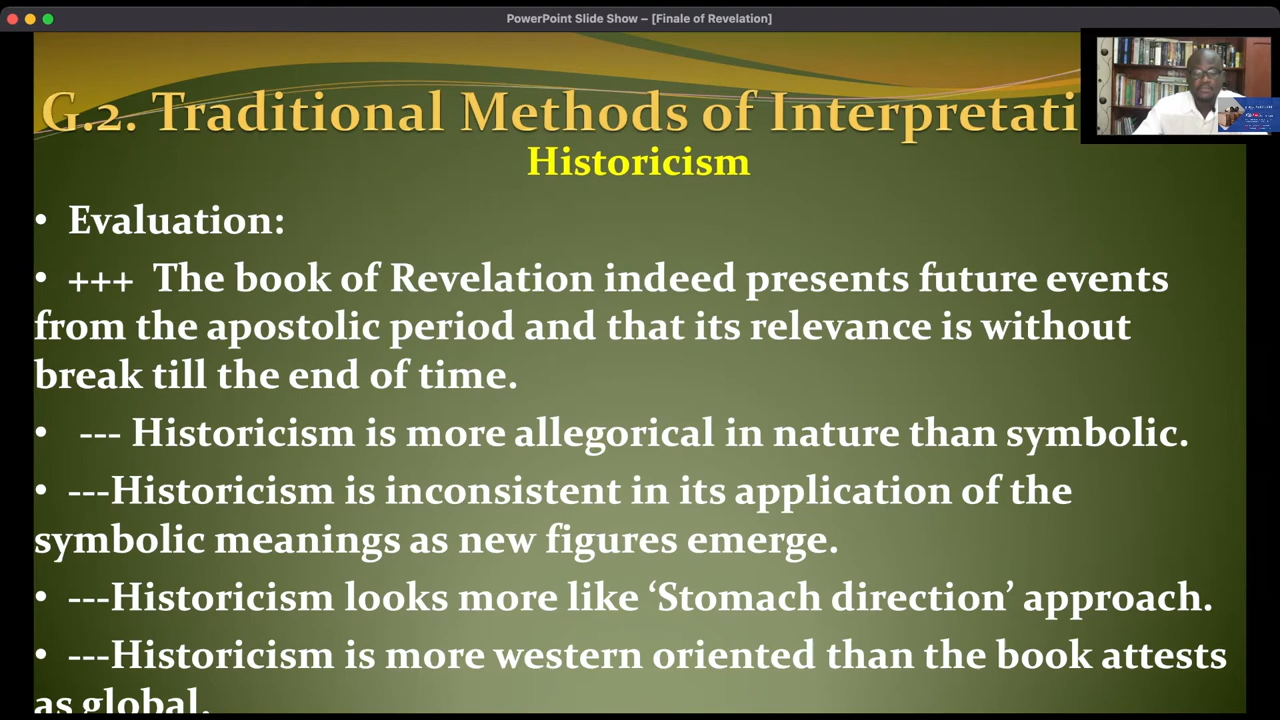 PowerPoint Slide Show – [Finale of Revelation]
G.2. Traditional Methods of Interpretati
Historicism
• Evaluation:
• +++ The book of Revelation indeed presents future events
from the apostolic period and that its relevance is without
break till the end of time.
• --- Historicism is more allegorical in nature than symbolic.
• ---Historicism is inconsistent in its application of the
symbolic meanings as new figures emerge.
• ---Historicism looks more like ‘Stomach direction’ approach.
• ---Historicism is more western oriented than the book attests
as global.